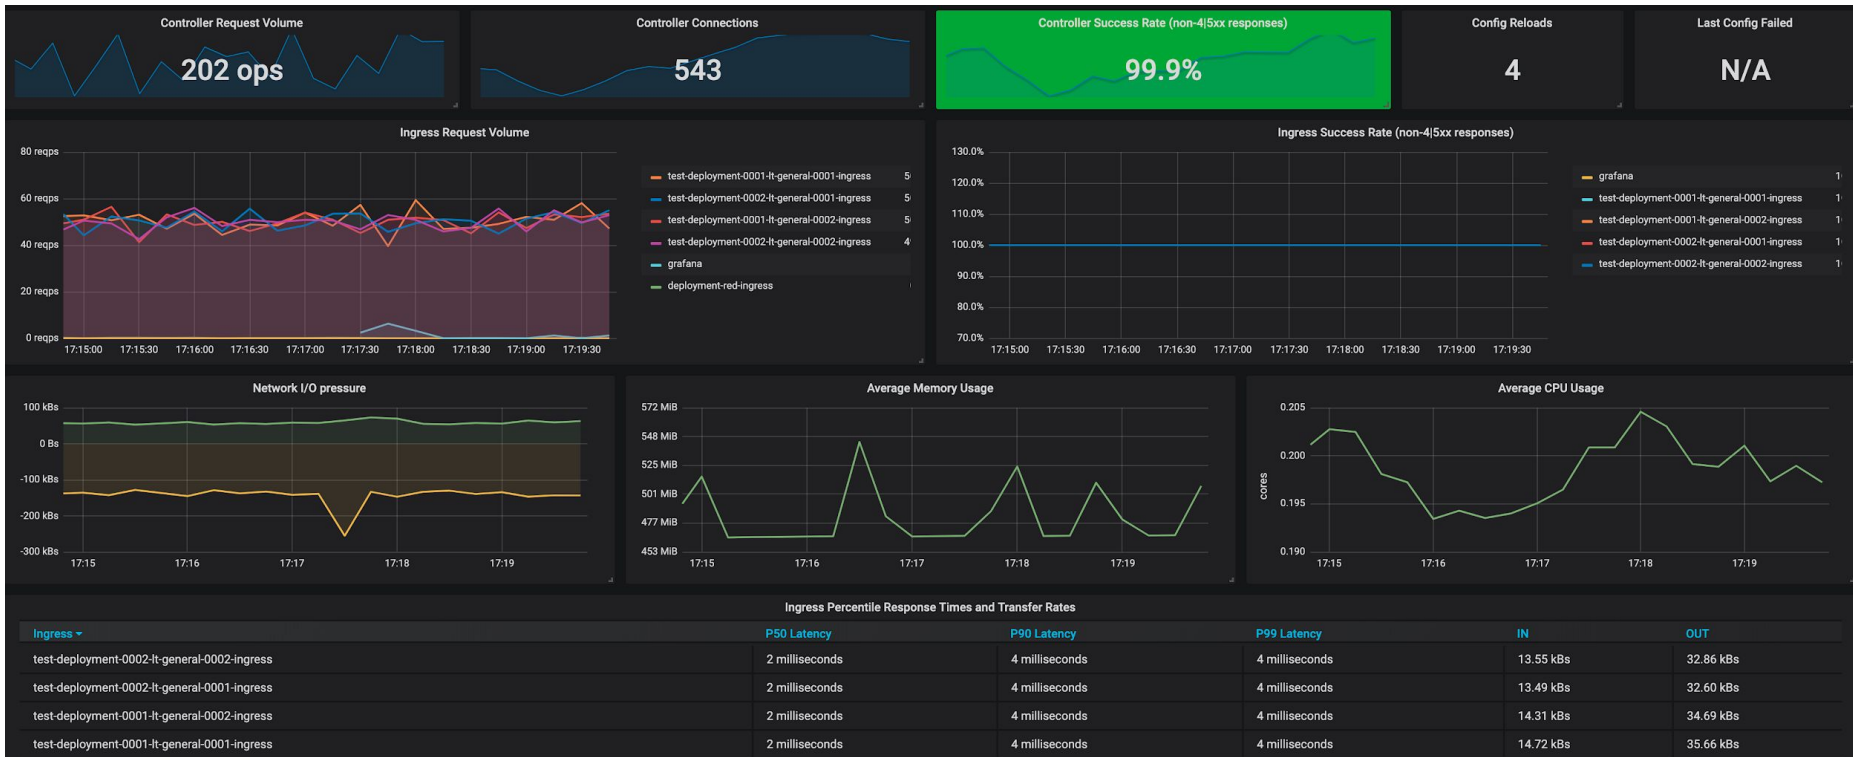 Controller Request Volume
202 ops
Controller Connections
543
Controller Success Rate (non-4|5xx responses)
99.9%
Config Reloads
4
Last Config Failed
N/A
Ingress Request Volume
80 reqps
60 reqps
40 reqps
20 reqps
0 reqps
17:15:00 17:15:30 17:16:00 17:16:30 17:17:00 17:17:30 17:18:00 17:18:30 17:19:00 17:19:30
test-deployment-0001-lt-general-0001-ingress
test-deployment-0002-lt-general-0001-ingress
test-deployment-0001-lt-general-0002-ingress
test-deployment-0002-lt-general-0002-ingress
grafana
deployment-red-ingress
Ingress Success Rate (non-4|5xx responses)
130.0%
120.0%
110.0%
100.0%
90.0%
80.0%
70.0%
17:15:00 17:15:30 17:16:00 17:16:30 17:17:00 17:17:30 17:18:00 17:18:30 17:19:00 17:19:30
grafana
test-deployment-0001-lt-general-0001-ingress
test-deployment-0001-lt-general-0002-ingress
test-deployment-0002-lt-general-0001-ingress
test-deployment-0002-lt-general-0002-ingress
Network I/O pressure
100 kBs
0 Bs
-100 kBs
-200 kBs
-300 kBs
17:15 17:16 17:17 17:18 17:19
Average Memory Usage
572 MiB
548 MiB
525 MiB
501 MiB
477 MiB
453 MiB
17:15 17:16 17:17 17:18 17:19
Average CPU Usage
cores
0.205
0.200
0.195
0.190
17:15 17:16 17:17 17:18 17:19
Ingress Percentile Response Times and Transfer Rates
Ingress P50 Latency P90 Latency P99 Latency IN OUT
test-deployment-0002-lt-general-0002-ingress 2 milliseconds 4 milliseconds 4 milliseconds 13.55 kBs 32.86 kBs
test-deployment-0002-lt-general-0001-ingress 2 milliseconds 4 milliseconds 4 milliseconds 13.49 kBs 32.60 kBs
test-deployment-0001-lt-general-0002-ingress 2 milliseconds 4 milliseconds 4 milliseconds 14.31 kBs 34.69 kBs
test-deployment-0001-lt-general-0001-ingress 2 milliseconds 4 milliseconds 4 milliseconds 14.72 kBs 35.66 kBs